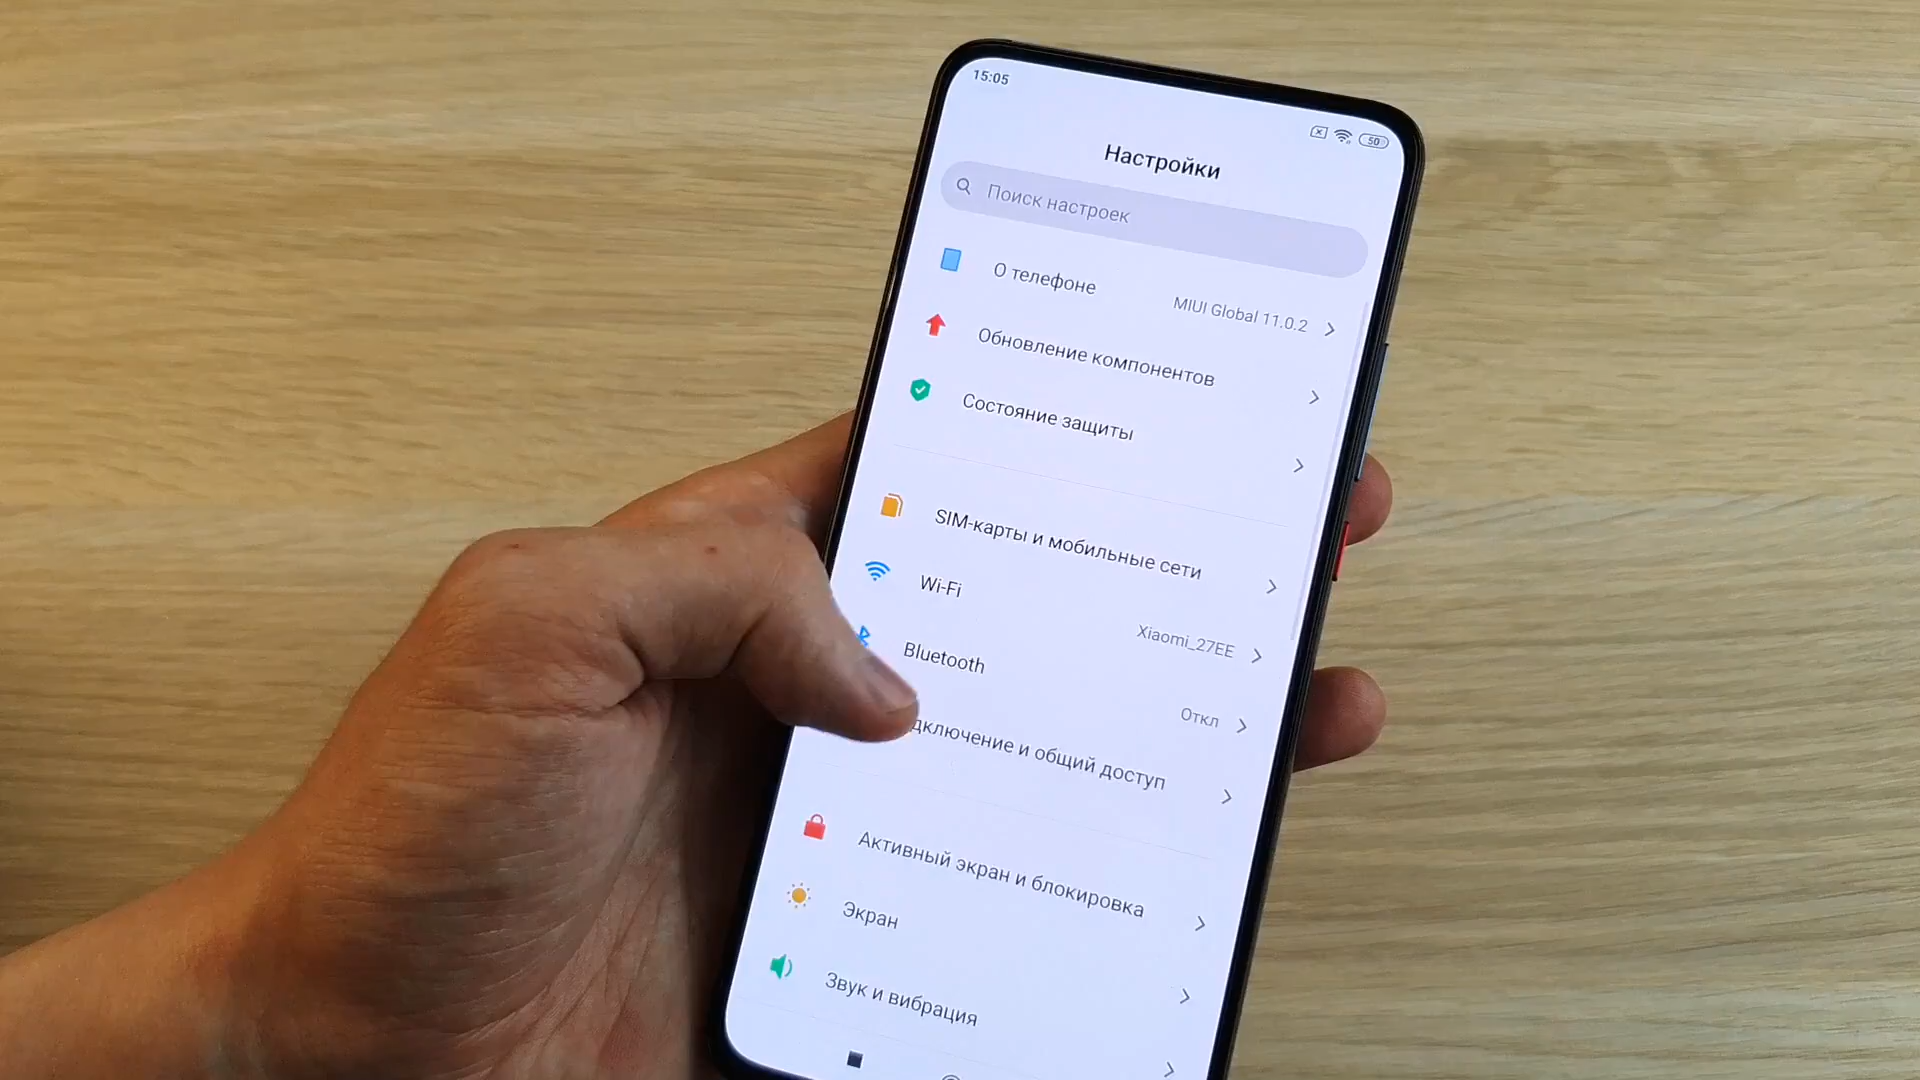 15:05
50
Настройки
Поиск настроек
О телефоне
MIUI Global 11.0.2
Обновление компонентов
Состояние защиты
SIM-карты и мобильные сети
Wi-Fi
Xiaomi_27EE
Bluetooth
Откл
дключение и общий доступ
Активный экран и блокировка
Экран
Звук и вибрация